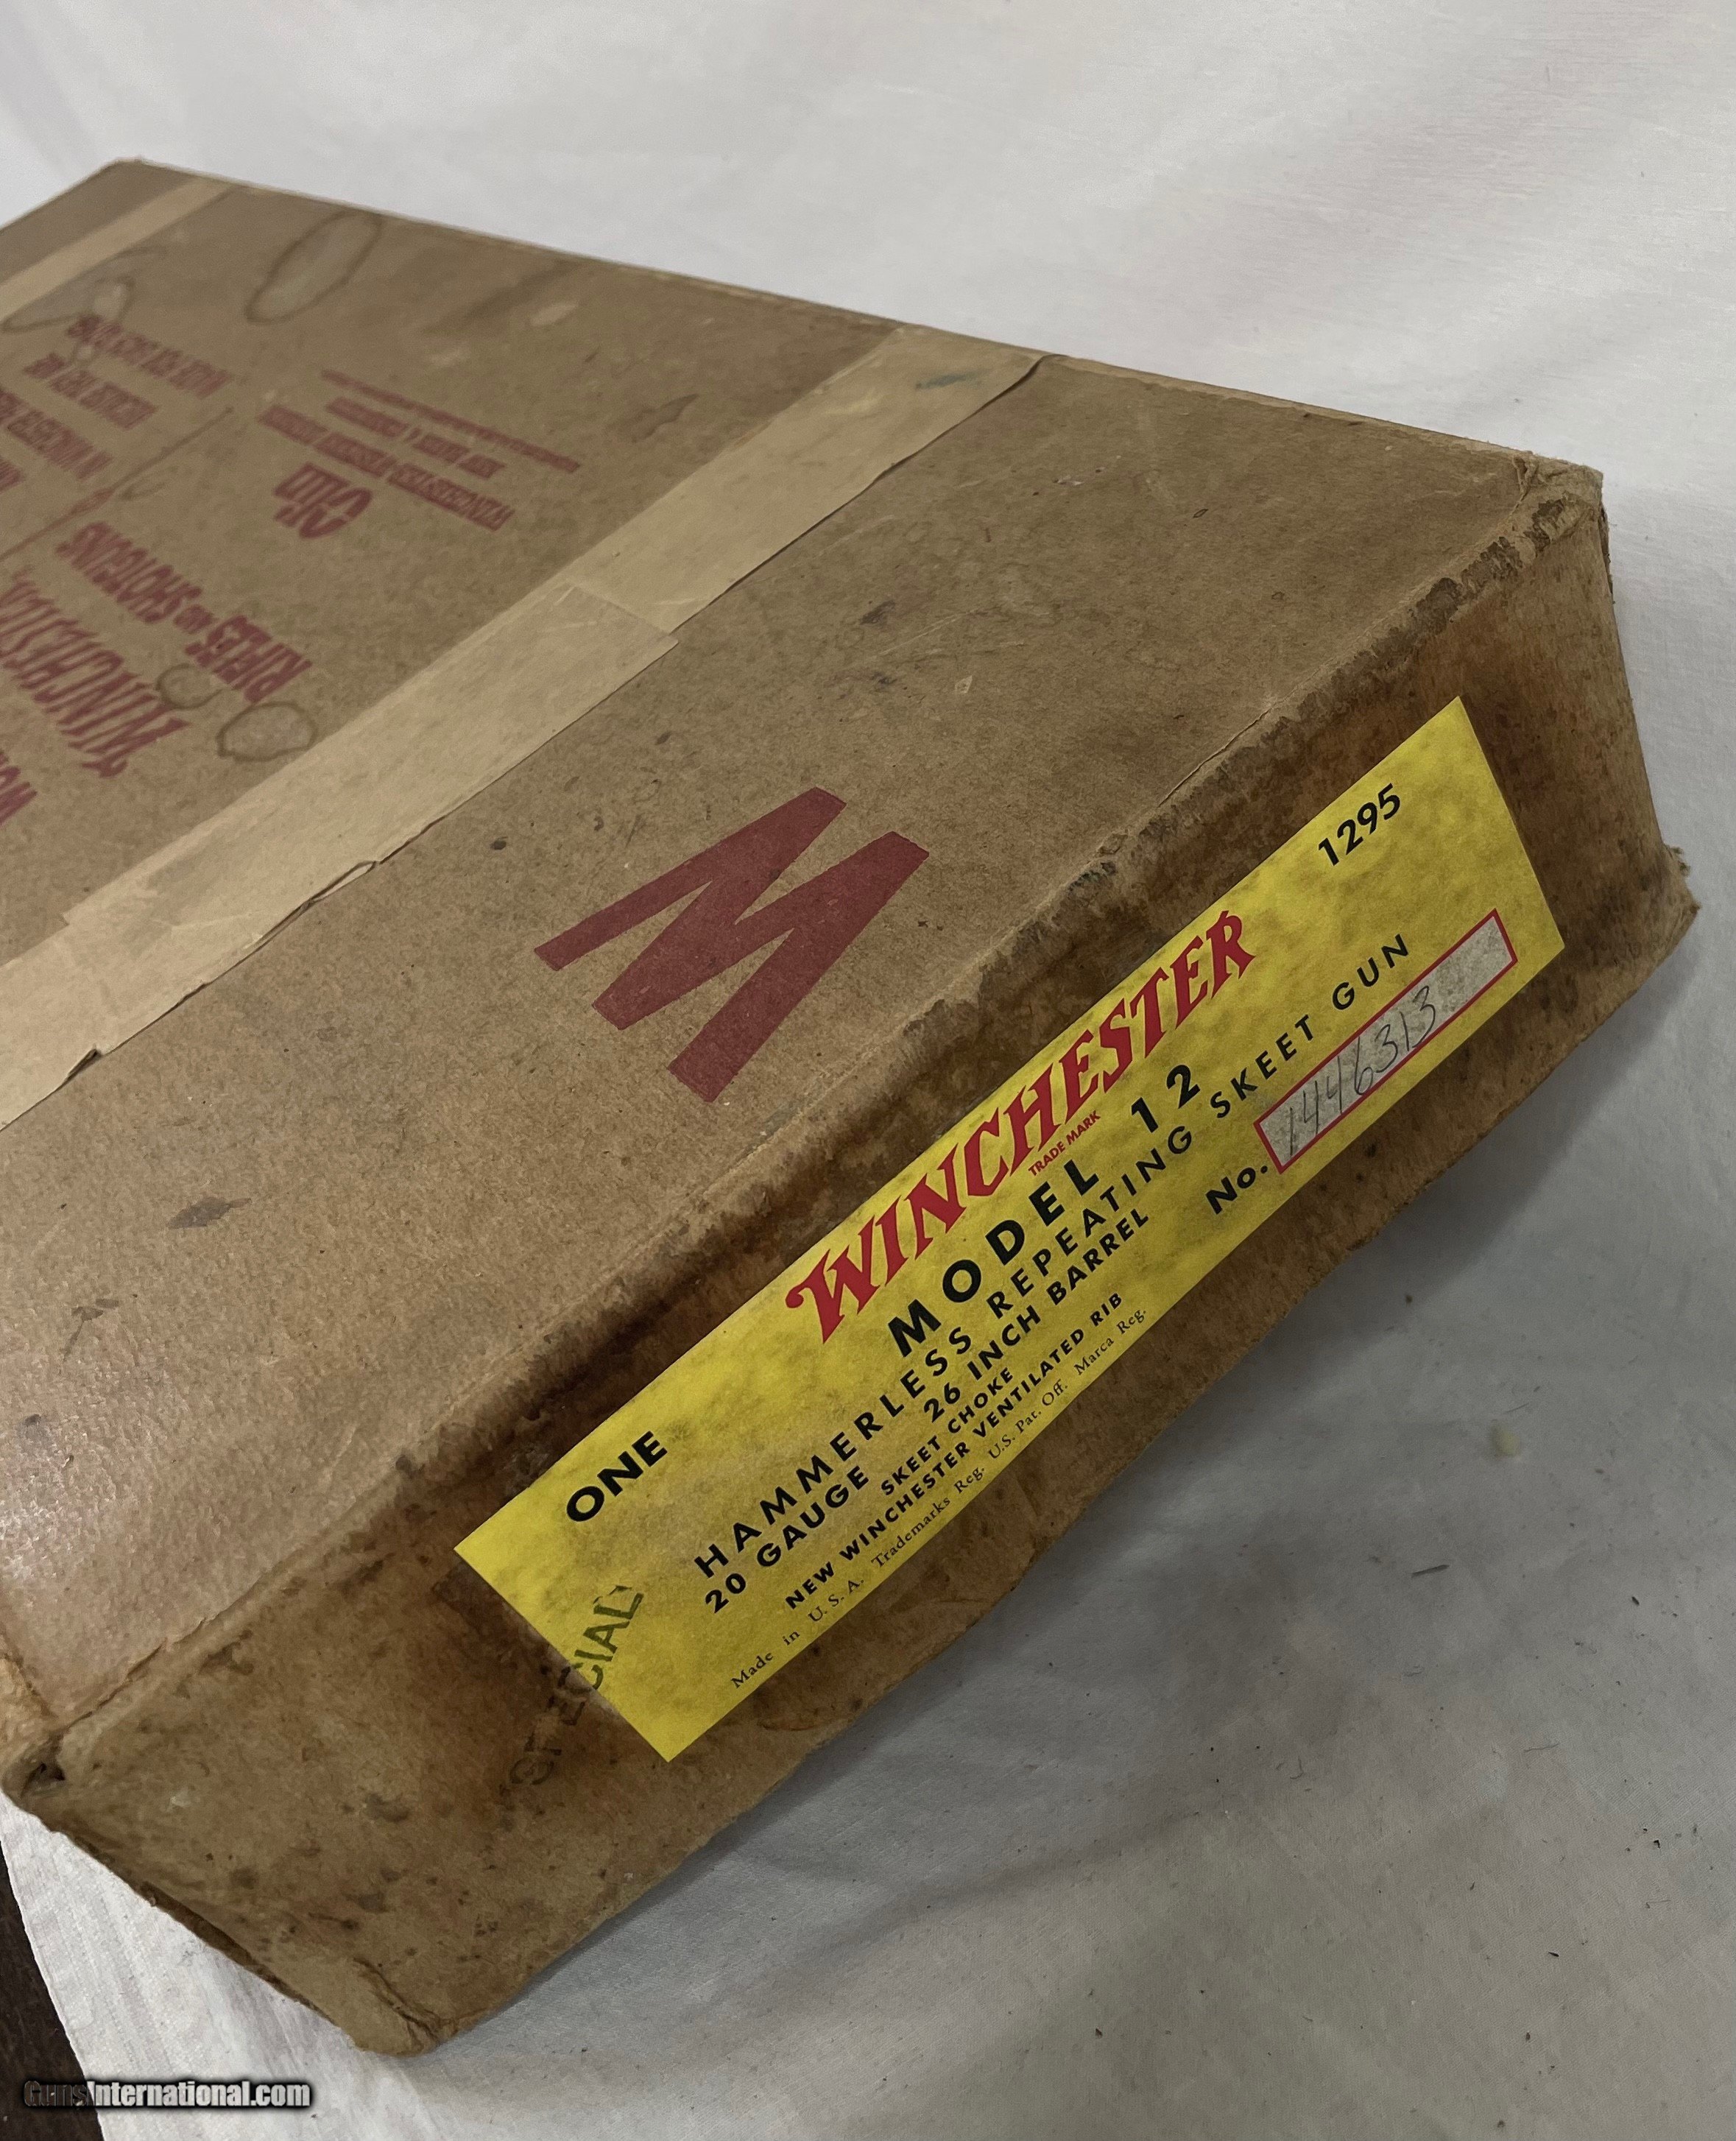 ONE
WINCHESTER
TRADE MARK
1295
MODEL 12
HAMMERLESS REPEATING SKEET GUN
20 GAUGE 26 INCH BARREL
SKEET CHOKE
NEW WINCHESTER VENTILATED RIB
No. 1446313
Made in U. S. A. Trademarks Reg. U.S. Pat. Off. Marca Reg.
SPECIAL
W
WINCHESTER
RIFLES AND SHOTGUNS
Olin
GunsInternational.com